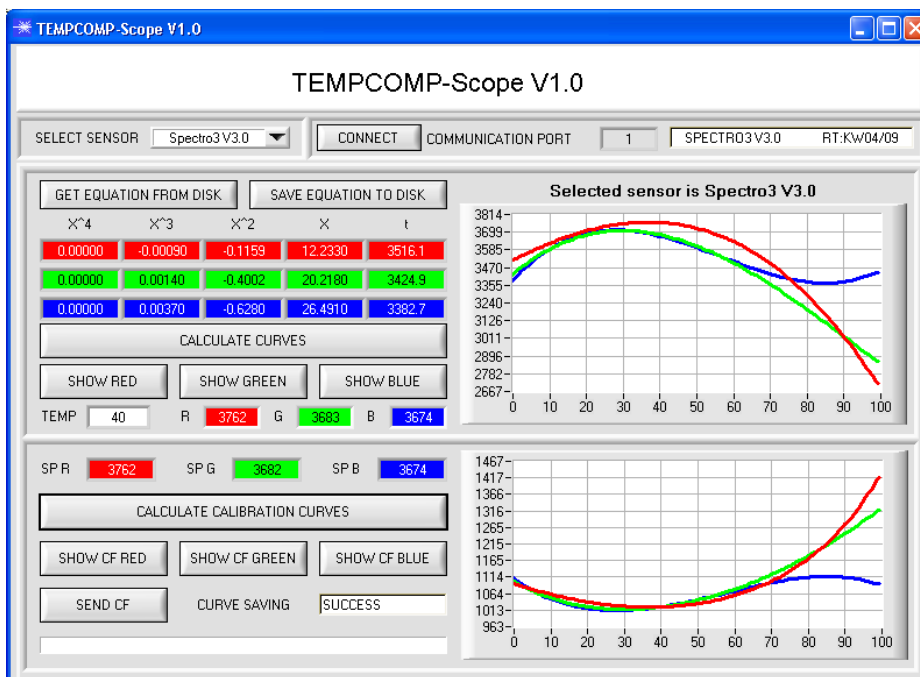 TEMPCOMP-Scope V1.0
TEMPCOMP-Scope V1.0
SELECT SENSOR Spectro3 V3.0 CONNECT COMMUNICATION PORT 1 SPECTRO3 V3.0 RT:KW04/09
GET EQUATION FROM DISK SAVE EQUATION TO DISK
X^4 X^3 X^2 X t
0.00000 -0.00090 -0.1159 12.2330 3516.1
0.00000 0.00140 -0.4002 20.2180 3424.9
0.00000 0.00370 -0.6280 26.4910 3382.7
CALCULATE CURVES
SHOW RED SHOW GREEN SHOW BLUE
TEMP 40 R 3762 G 3683 B 3674
Selected sensor is Spectro3 V3.0
3814
3699
3585
3470
3355
3240
3126
3011
2896
2782
2667
0 10 20 30 40 50 60 70 80 90 100
SP R 3762 SP G 3682 SP B 3674
CALCULATE CALIBRATION CURVES
SHOW CF RED SHOW CF GREEN SHOW CF BLUE
SEND CF CURVE SAVING SUCCESS
1467
1417
1366
1316
1265
1215
1165
1114
1064
1013
963
0 10 20 30 40 50 60 70 80 90 100